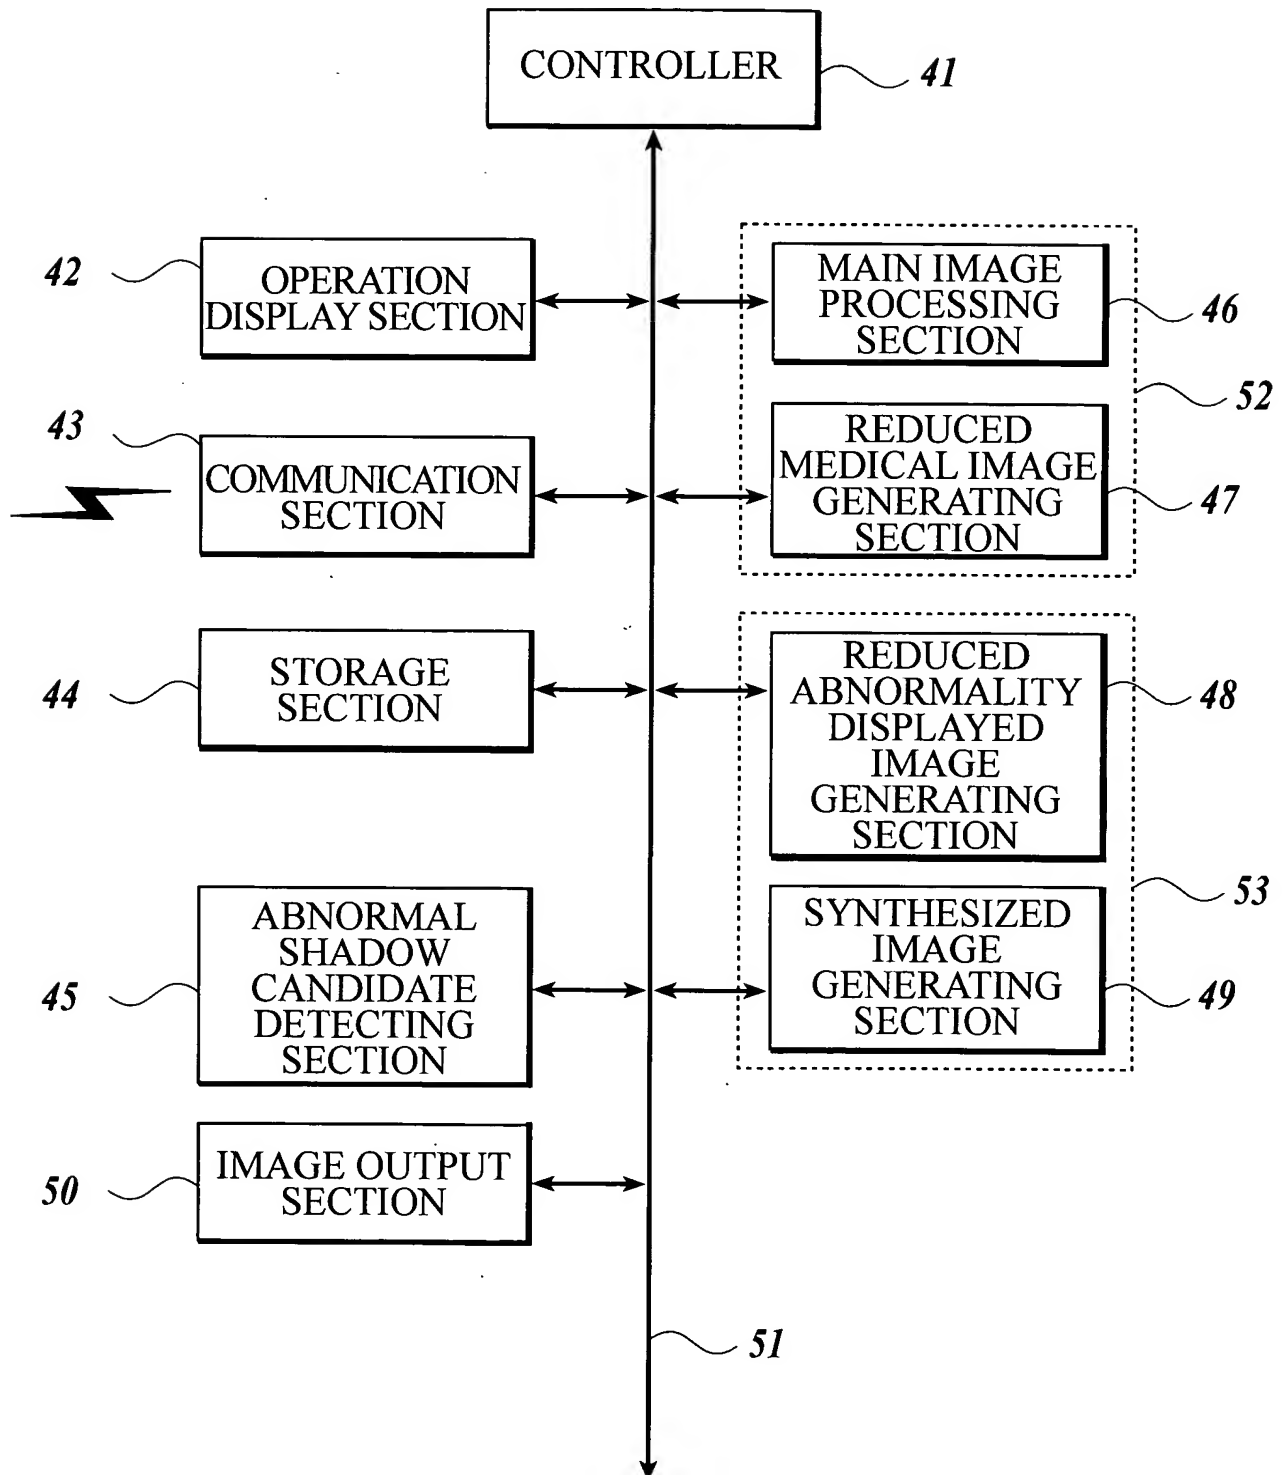 CONTROLLER
41
42
OPERATION
DISPLAY SECTION
MAIN IMAGE
PROCESSING
SECTION
46
52
43
COMMUNICATION
SECTION
REDUCED
MEDICAL IMAGE
GENERATING
SECTION
47
44
STORAGE
SECTION
REDUCED
ABNORMALITY
DISPLAYED
IMAGE
GENERATING
SECTION
48
53
45
ABNORMAL
SHADOW
CANDIDATE
DETECTING
SECTION
SYNTHESIZED
IMAGE
GENERATING
SECTION
49
50
IMAGE OUTPUT
SECTION
51